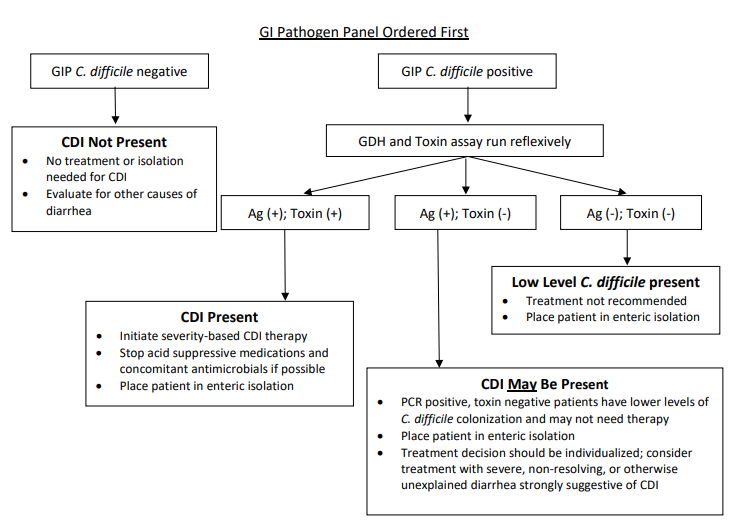 GI Pathogen Panel Ordered First
GIP C. difficile negative
GIP C. difficile positive
CDI Not Present
• No treatment or isolation
needed for CDI
• Evaluate for other causes of
diarrhea
GDH and Toxin assay run reflexively
Ag (+); Toxin (+)
Ag (+); Toxin (-)
Ag (-); Toxin (-)
Low Level C. difficile present
• Treatment not recommended
• Place patient in enteric isolation
CDI Present
• Initiate severity-based CDI therapy
• Stop acid suppressive medications and
concomitant antimicrobials if possible
• Place patient in enteric isolation
CDI May Be Present
• PCR positive, toxin negative patients have lower levels of
C. difficile colonization and may not need therapy
• Place patient in enteric isolation
• Treatment decision should be individualized; consider
treatment with severe, non-resolving, or otherwise
unexplained diarrhea strongly suggestive of CDI